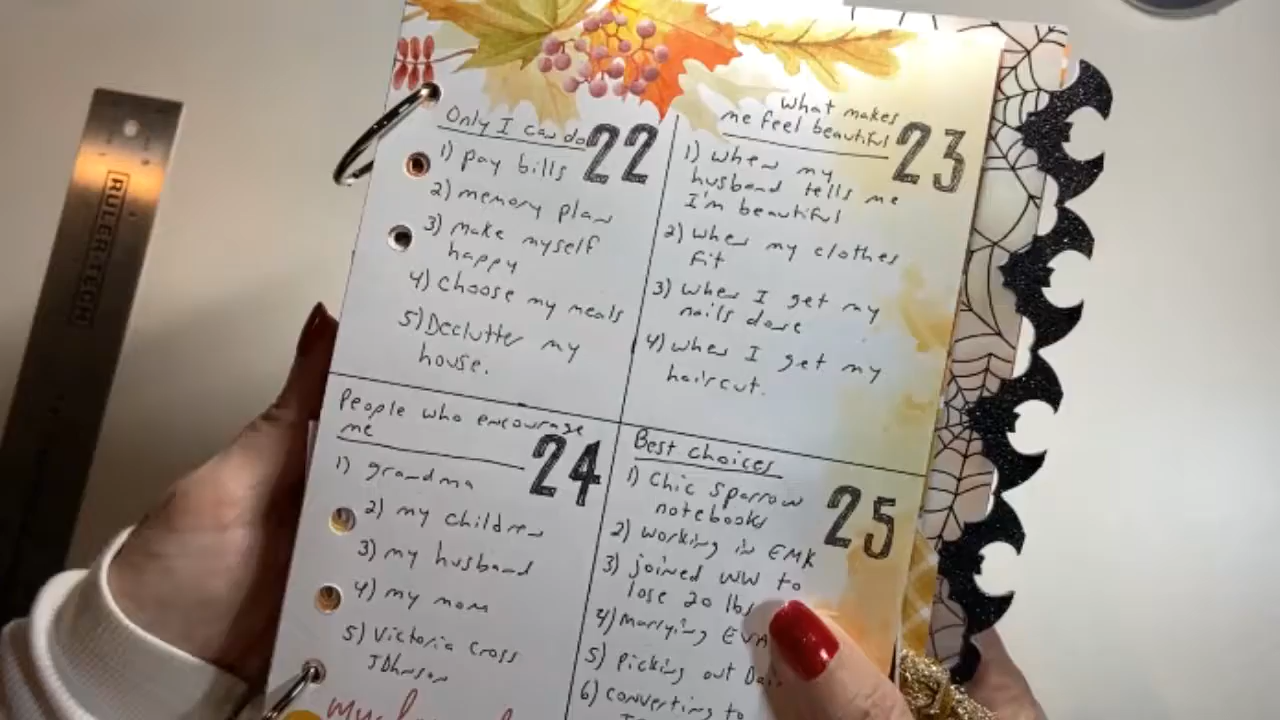 RULER-TECH
Only I can do
22
1) pay bills
2) memory plan
3) make myself
happy
4) choose my meals
5) Declutter my
house.
What makes
me feel beautiful
23
1) when my
husband tells me
I'm beautiful
2) when my clothes
fit
3) when I get my
nails done
4) when I get my
haircut.
People who encourage
me
24
1) grandma
2) my children
3) my husband
4) my mom
5) Victoria Cross
Johnson
Best choices
25
1) Chic Sparrow
notebooks
2) working in EMR
3) joined WW to
lose 20 lbs
4) Marrying
5) Picking out
6) converting to
my